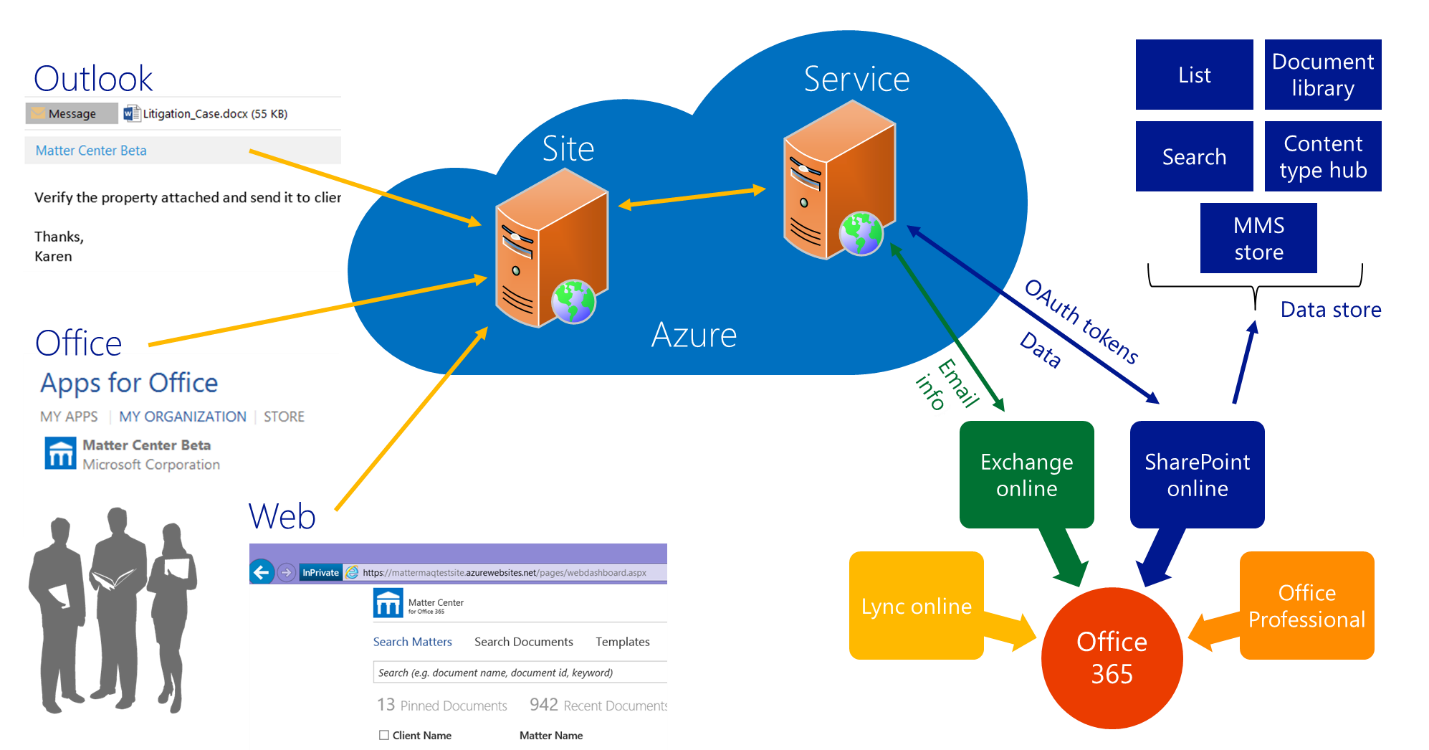 Outlook
Message
Litigation_Case.docx (55 KB)
Matter Center Beta
Verify the property attached and send it to clier
Thanks,
Karen
Office
Apps for Office
MY APPS | MY ORGANIZATION | STORE
Matter Center Beta
Microsoft Corporation
Web
InPrivate
https://mattermaqtestsite.azurewebsites.net/pages/webdashboard.aspx
Matter Center
for Office 365
Search Matters
Search Documents
Templates
Search (e.g. document name, document id, keyword)
13 Pinned Documents
942 Recent Documents
Client Name
Matter Name
Site
Service
Azure
OAuth tokens
Data
Email
info
List
Document
library
Search
Content
type hub
MMS
store
Data store
Exchange
online
SharePoint
online
Lync online
Office
Professional
Office
365